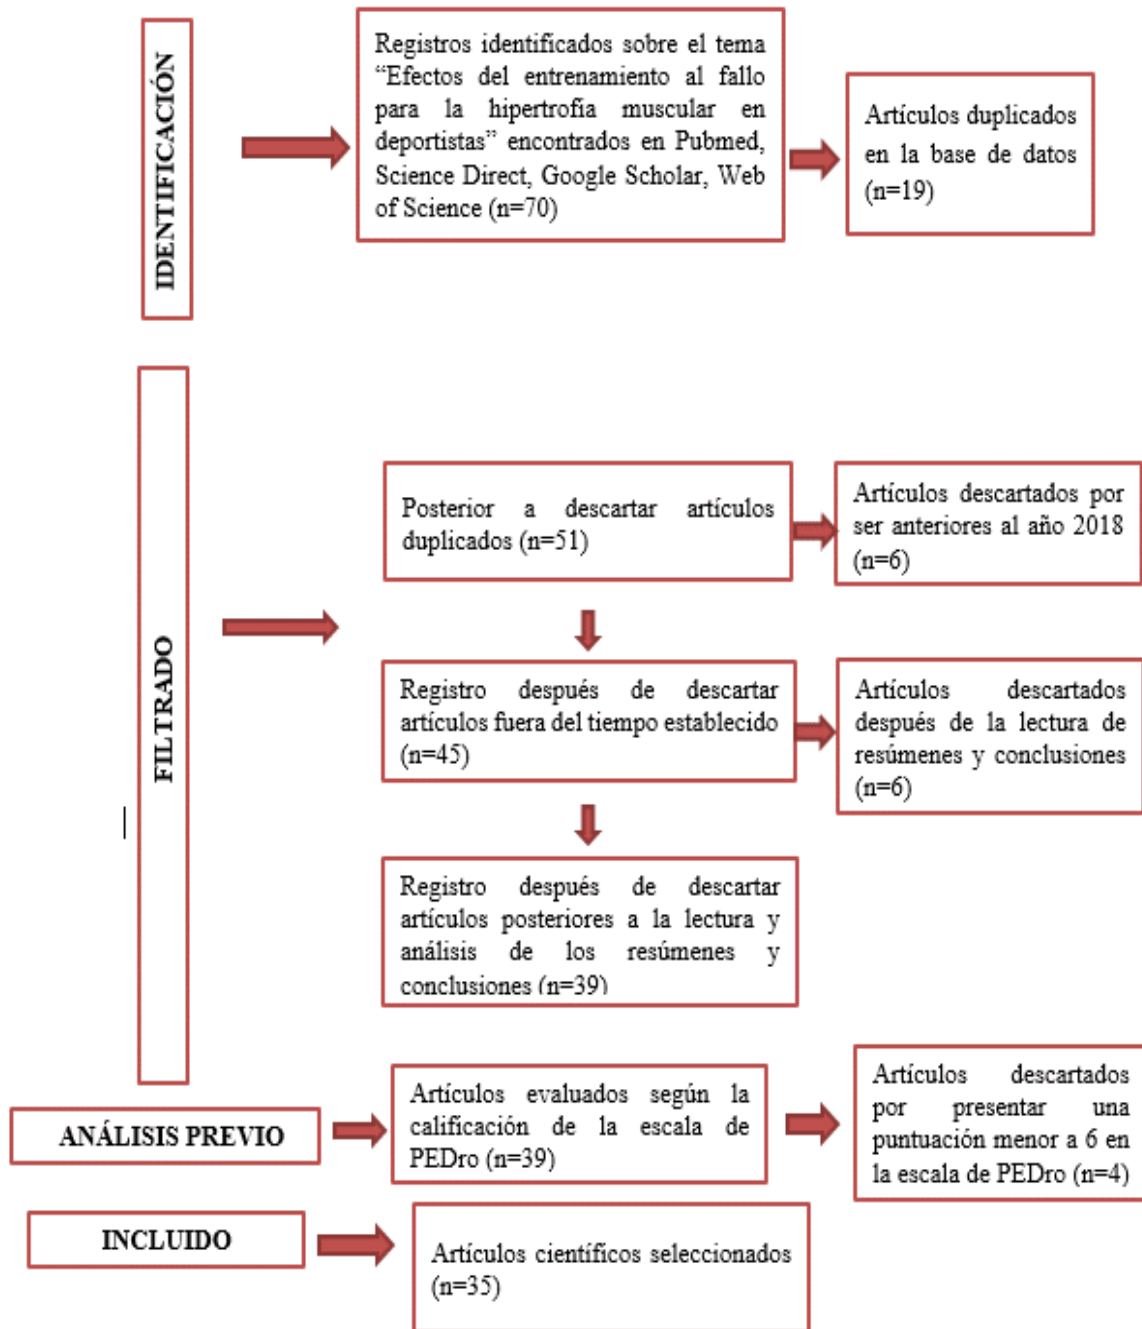 IDENTIFICACIÓN
Registros identificados sobre el tema
“Efectos del entrenamiento al fallo
para la hipertrofía muscular en
deportistas” encontrados en Pubmed,
Science Direct, Google Scholar, Web
of Science (n=70)
Artículos duplicados
en la base de datos
(n=19)
FILTRADO
Posterior a descartar artículos
duplicados (n=51)
Artículos descartados por
ser anteriores al año 2018
(n=6)
Registro después de descartar
artículos fuera del tiempo establecido
(n=45)
Artículos descartados
después de la lectura de
resúmenes y conclusiones
(n=6)
Registro después de descartar
artículos posteriores a la lectura y
análisis de los resúmenes y
conclusiones (n=39)
ANÁLISIS PREVIO
Artículos evaluados según la
calificación de la escala de
PEDro (n=39)
Artículos descartados
por presentar una
puntuación menor a 6 en
la escala de PEDro (n=4)
INCLUIDO
Artículos científicos seleccionados
(n=35)